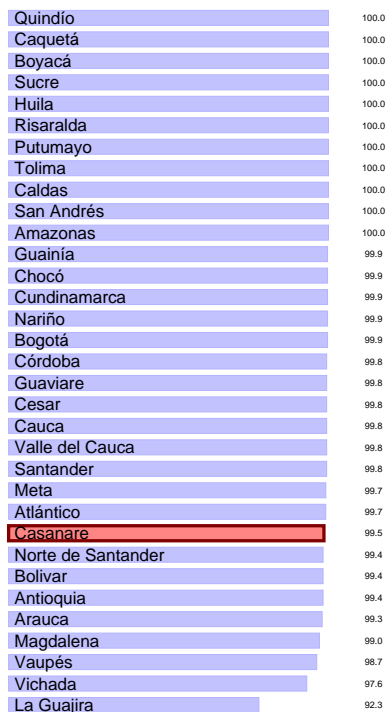 Quindío 100.0
Caquetá 100.0
Boyacá 100.0
Sucre 100.0
Huila 100.0
Risaralda 100.0
Putumayo 100.0
Tolima 100.0
Caldas 100.0
San Andrés 100.0
Amazonas 100.0
Guainía 99.9
Chocó 99.9
Cundinamarca 99.9
Nariño 99.9
Bogotá 99.9
Córdoba 99.8
Guaviare 99.8
Cesar 99.8
Cauca 99.8
Valle del Cauca 99.8
Santander 99.8
Meta 99.7
Atlántico 99.7
Casanare 99.5
Norte de Santander 99.4
Bolivar 99.4
Antioquia 99.4
Arauca 99.3
Magdalena 99.0
Vaupés 98.7
Vichada 97.6
La Guajira 92.3